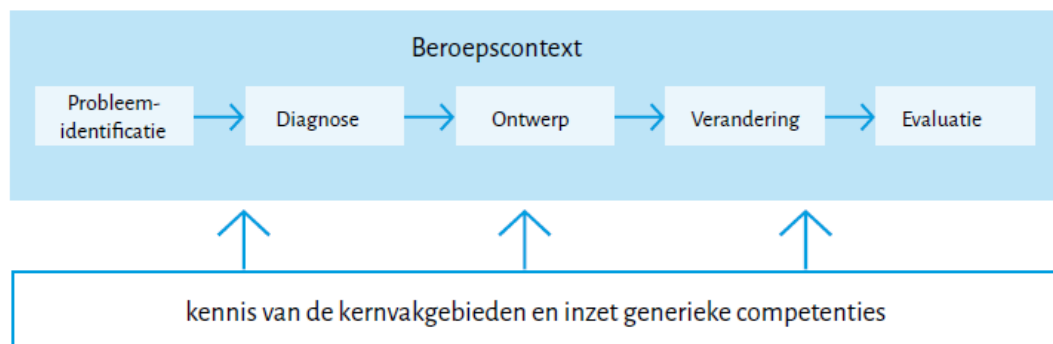 Beroepscontext
Probleem-
identificatie
Diagnose
Ontwerp
Verandering
Evaluatie
kennis van de kernvakgebieden en inzet generieke competenties